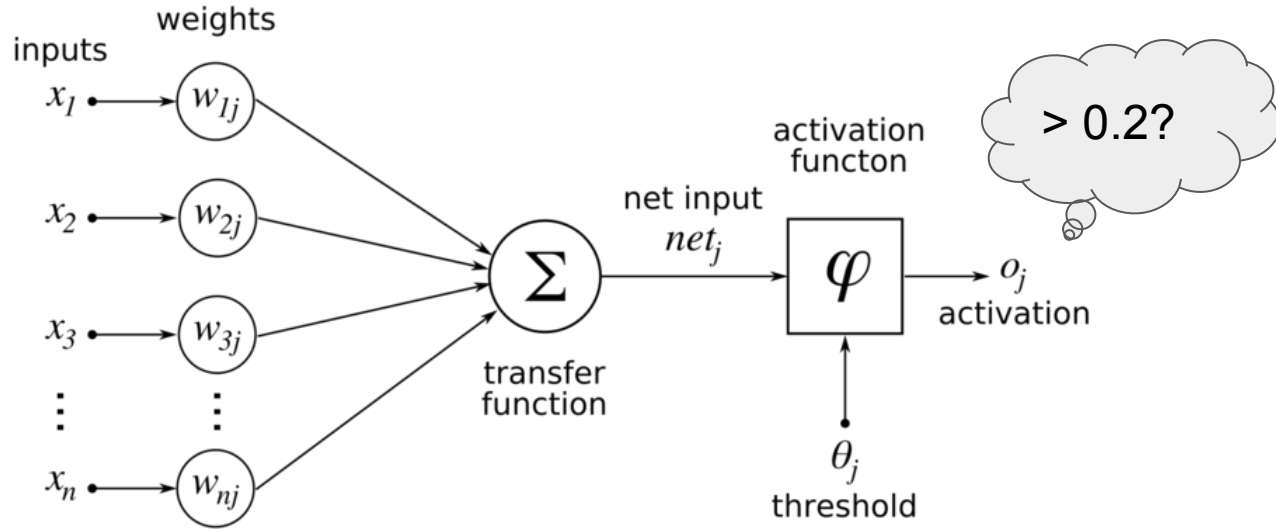 weights
inputs
x₁
w₁ⱼ
> 0.2?
activation
functon
x₂
w₂ⱼ
net input
netⱼ
Σ
φ
oⱼ
activation
x₃
w₃ⱼ
transfer
function
⋮
⋮
θⱼ
threshold
xₙ
wₙⱼ